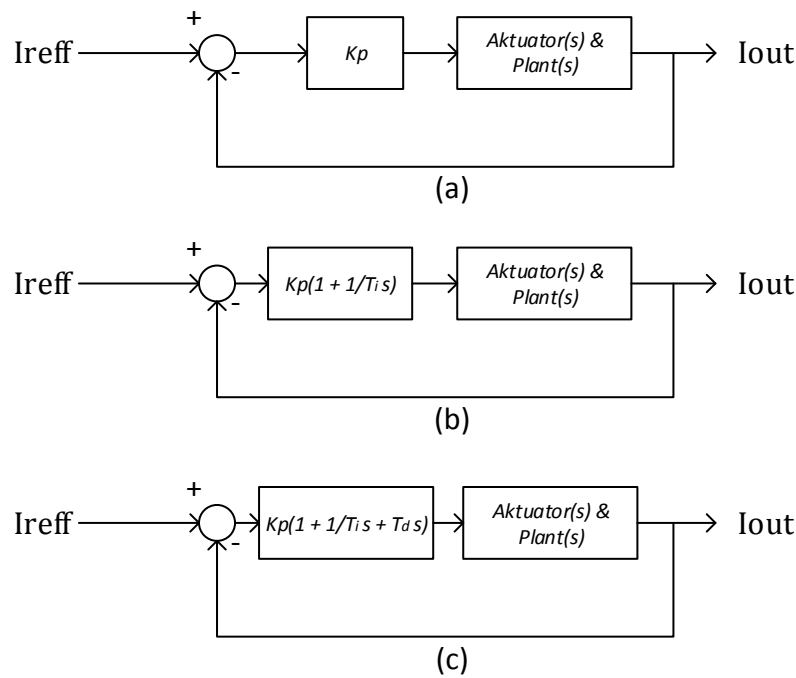 +
Ireff
-
Kp
Aktuator(s) &
Plant(s)
Iout
(a)
+
Ireff
-
Kp(1 + 1/Ti s)
Aktuator(s) &
Plant(s)
Iout
(b)
+
Ireff
-
Kp(1 + 1/Ti s + Td s)
Aktuator(s) &
Plant(s)
Iout
(c)